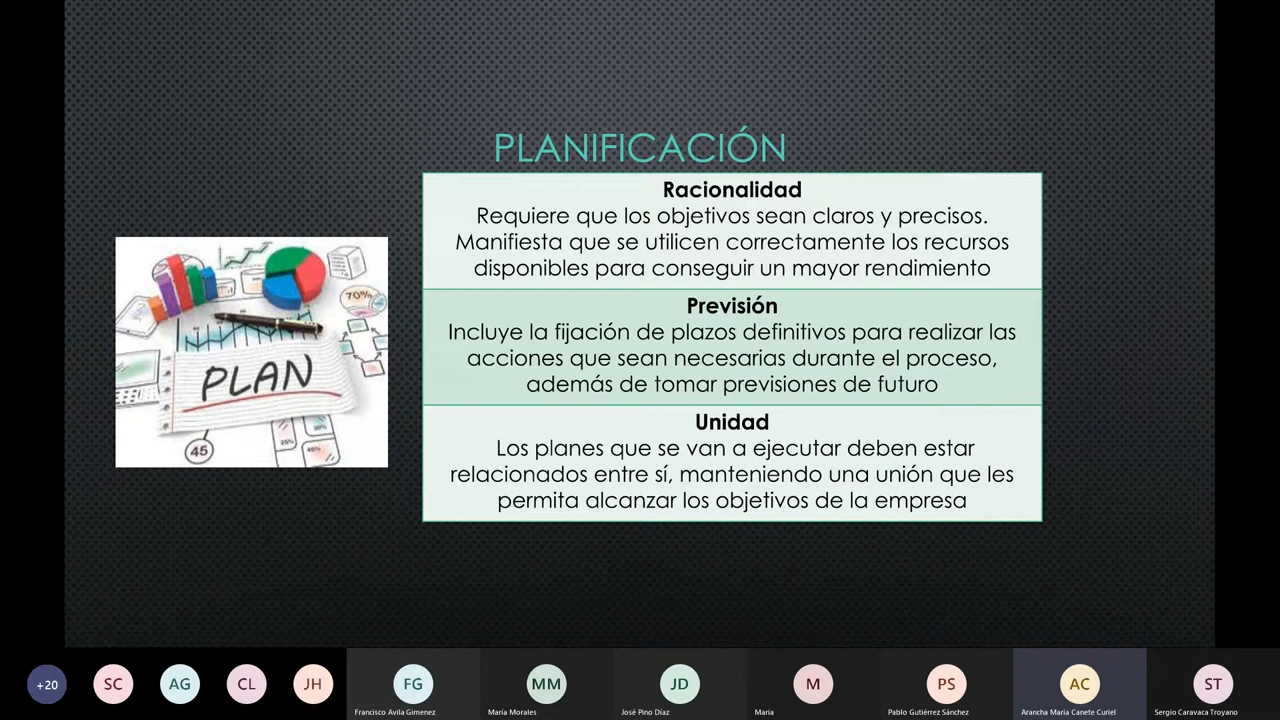 PLANIFICACIÓN
Racionalidad
Requiere que los objetivos sean claros y precisos.
Manifiesta que se utilicen correctamente los recursos
disponibles para conseguir un mayor rendimiento
Previsión
Incluye la fijación de plazos definitivos para realizar las
acciones que sean necesarias durante el proceso,
además de tomar previsiones de futuro
Unidad
Los planes que se van a ejecutar deben estar
relacionados entre sí, manteniendo una unión que les
permita alcanzar los objetivos de la empresa
70%
PLAN
45
25%
+20
SC
AG
CL
JH
FG
MM
JD
M
PS
AC
ST
Francisco Avila Gimenez
María Morales
José Pino Díaz
Maria
Pablo Gutiérrez Sánchez
Arancha Maria Canete Curiel
Sergio Caravaca Troyano